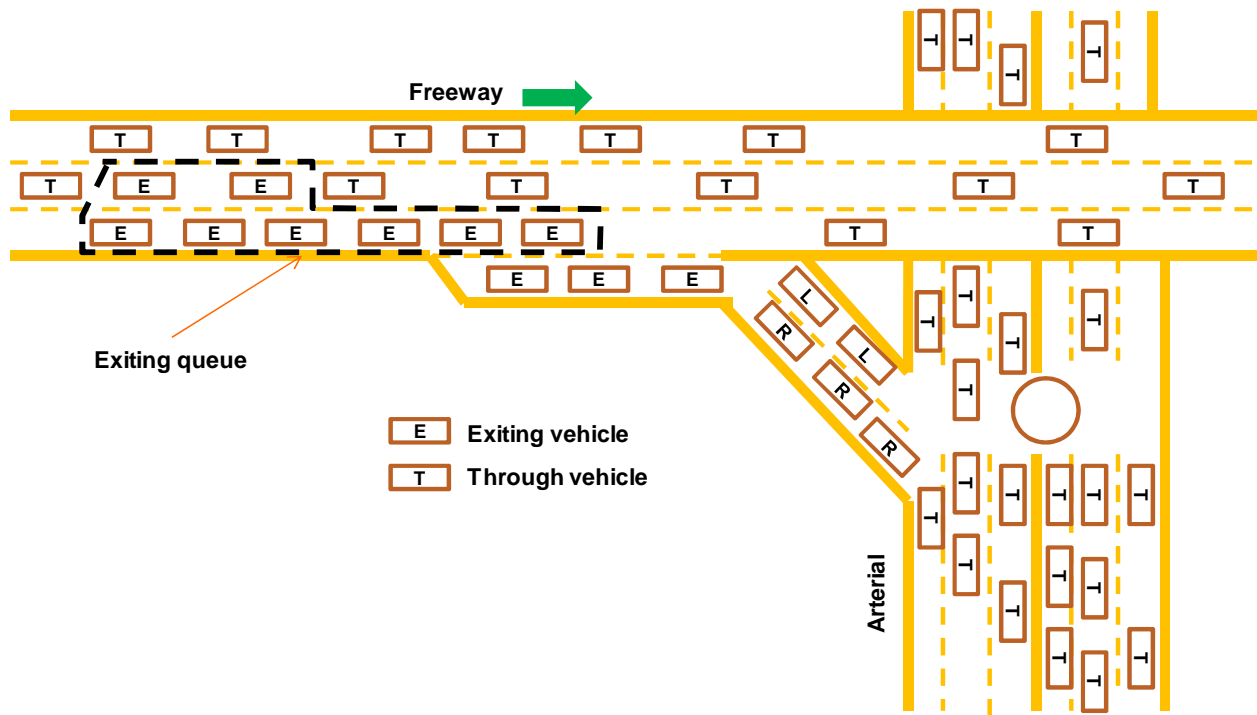 T T T T
Freeway
T T T T T T T
T E E T T T T T
E E E E E E T T
E E E
T T T T
T
L L
R R R
Exiting queue
E Exiting vehicle
T Through vehicle
T T T T T T
T T T
T T T T
Arterial